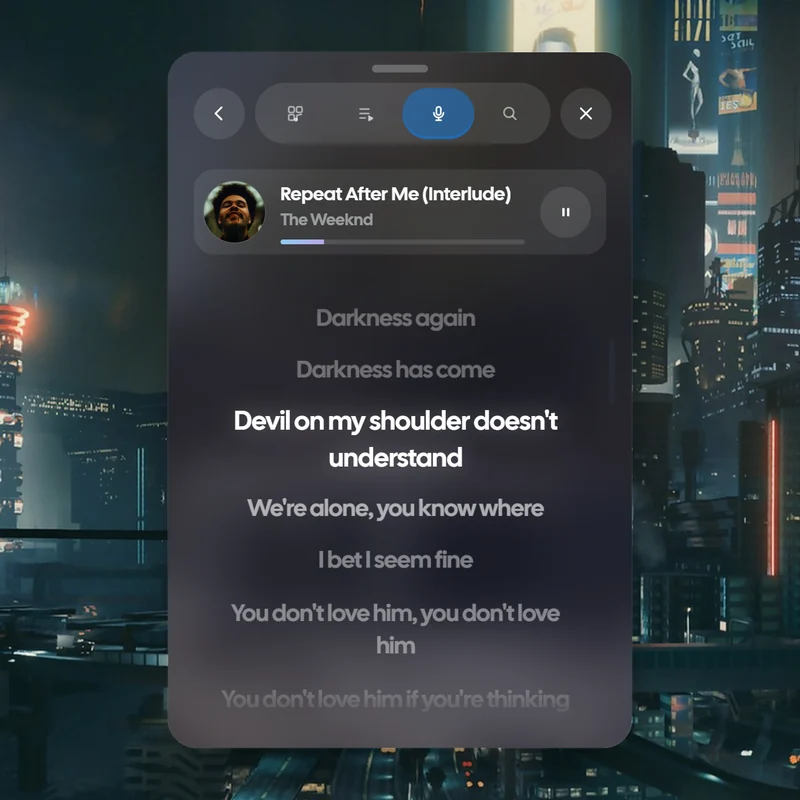 Repeat After Me (Interlude)
The Weeknd
Darkness again
Darkness has come
Devil on my shoulder doesn't
understand
We're alone, you know where
I bet I seem fine
You don't love him, you don't love
him
You don't love him if you're thinking